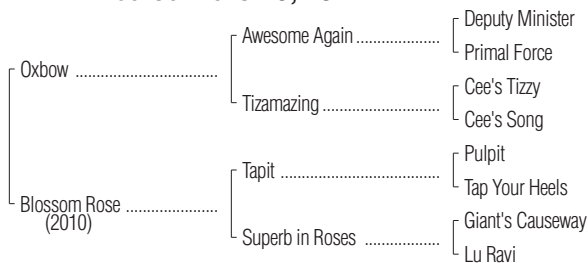 Deputy Minister
Awesome Again ........................
Primal Force
Oxbow ...........................................
Cee's Tizzy
Tizamazing ..................................
Cee's Song
Pulpit
Tapit ................................................
Tap Your Heels
Blossom Rose ...........................
(2010)
Giant's Causeway
Superb in Roses ......................
Lu Ravi